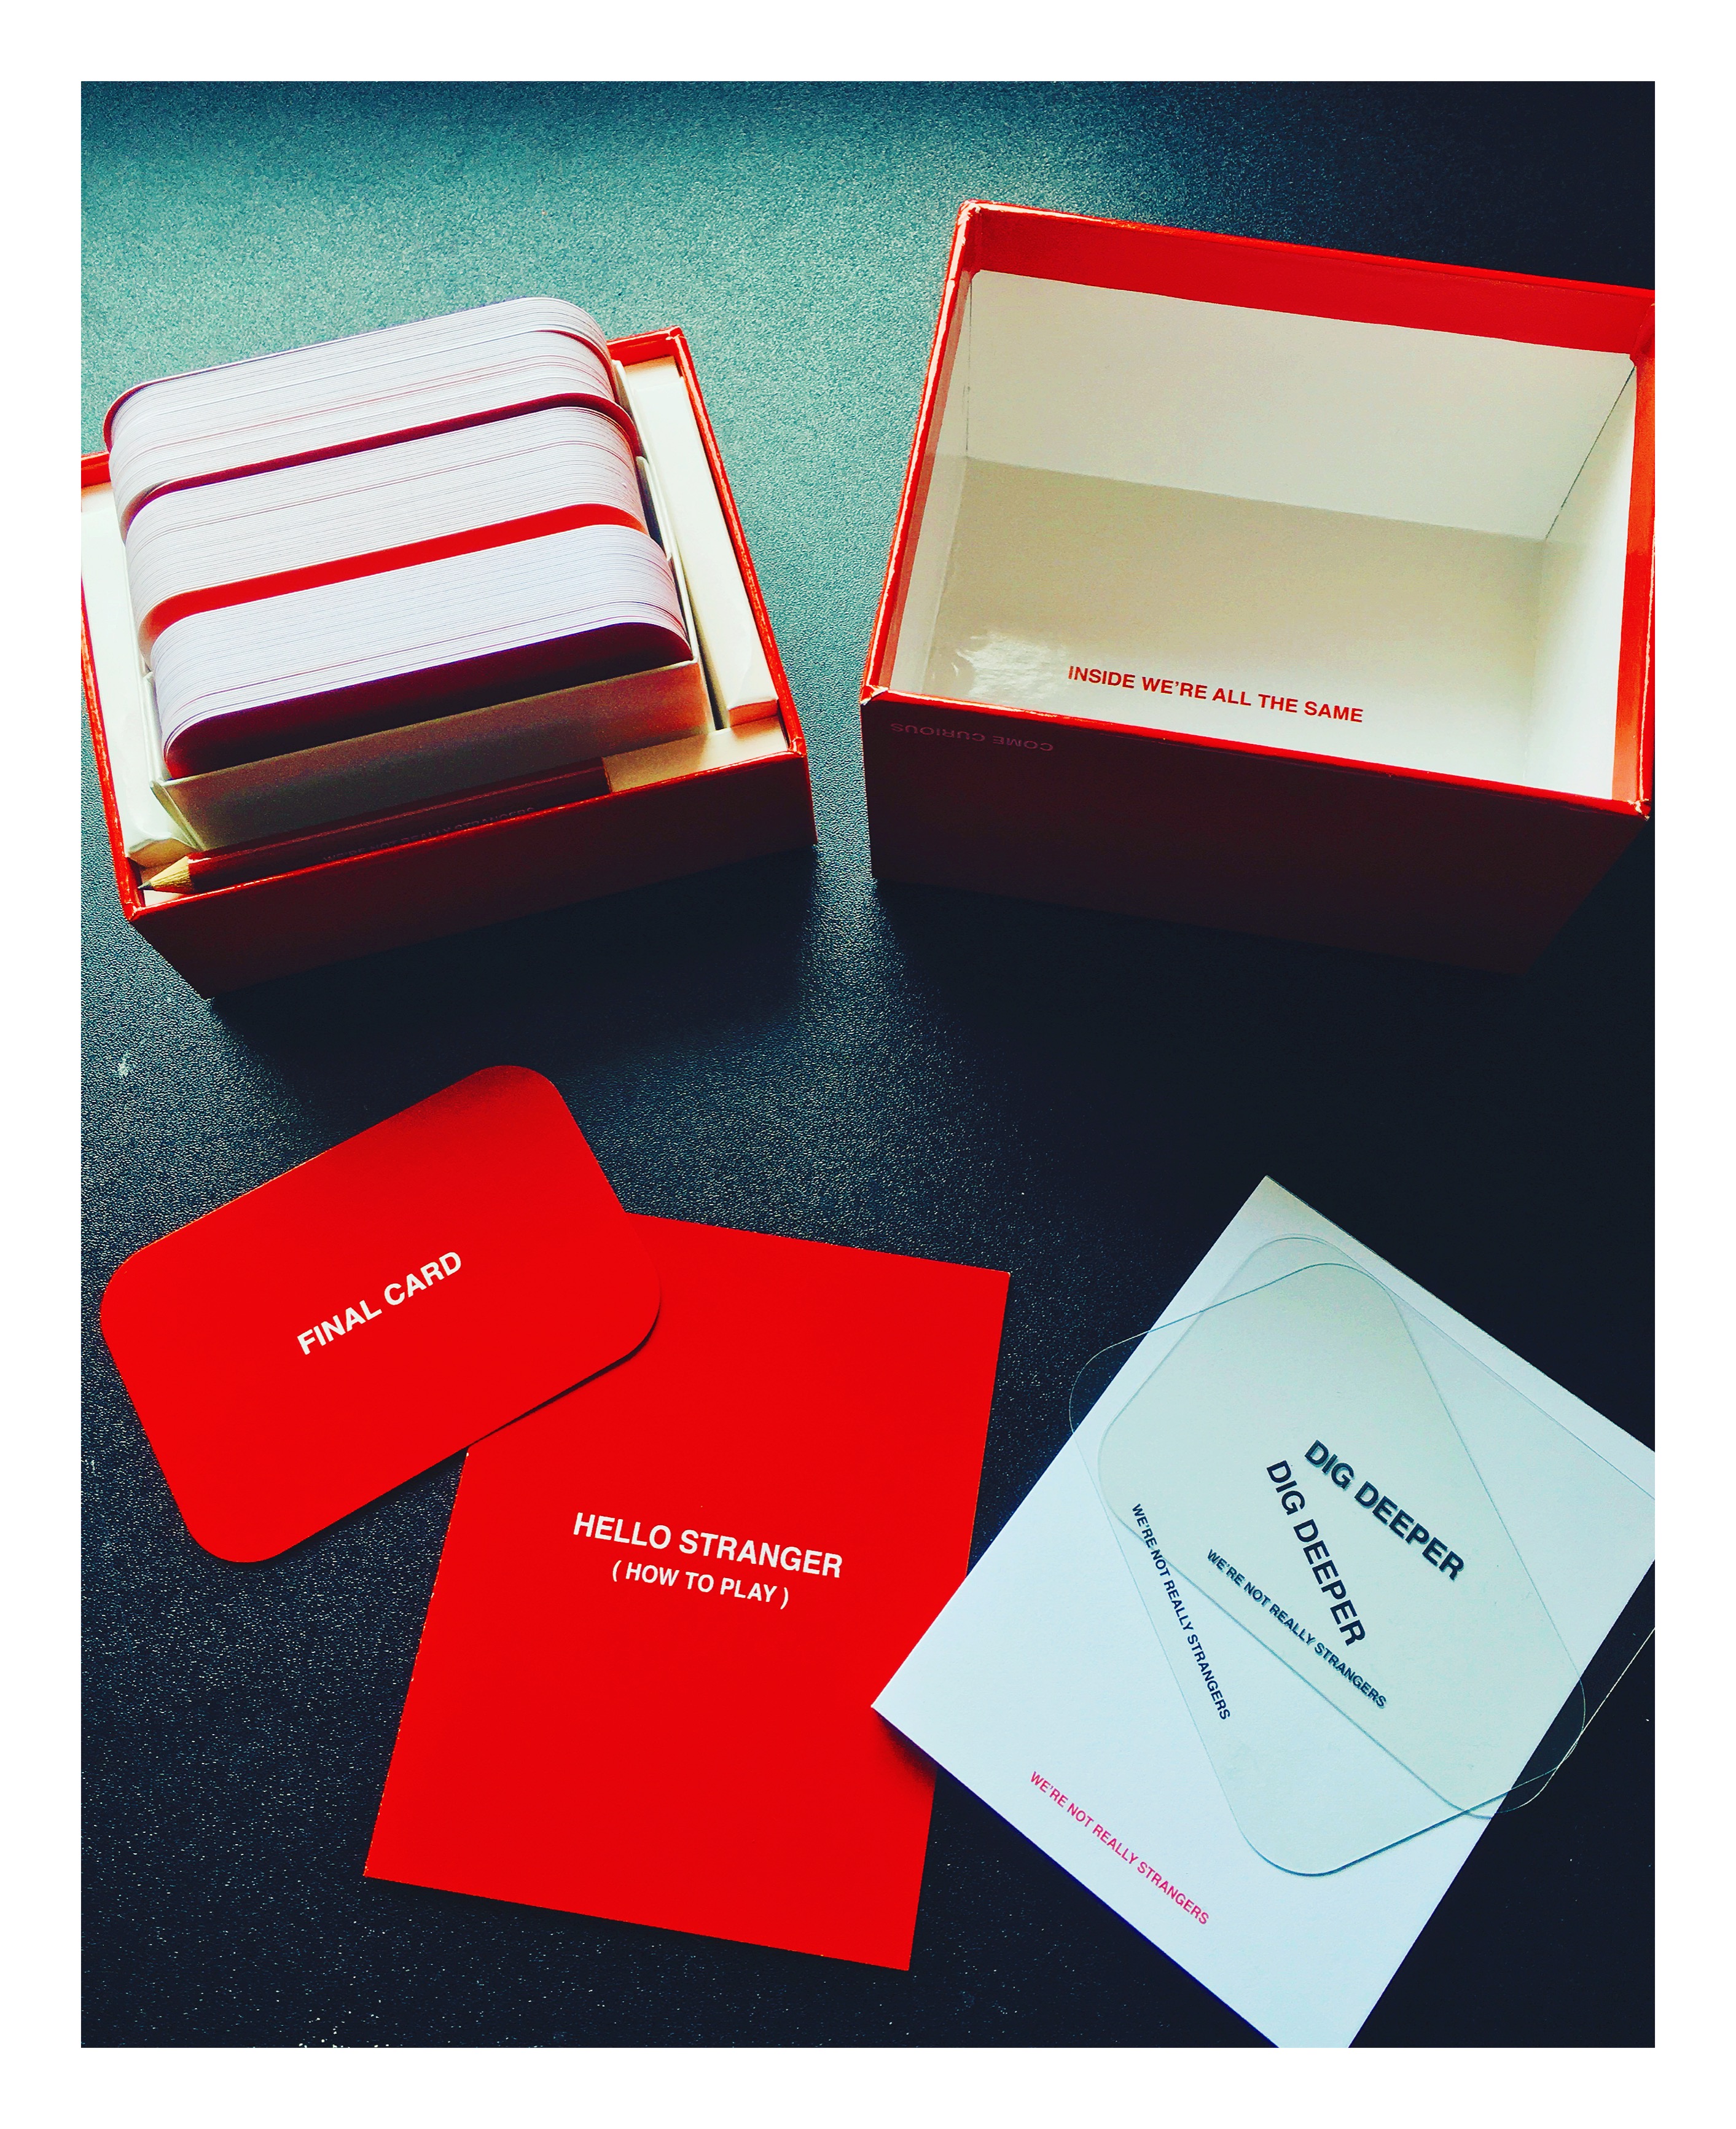 INSIDE WE'RE ALL THE SAME
COME CURIOUS
FINAL CARD
HELLO STRANGER
( HOW TO PLAY )
DIG DEEPER
WE'RE NOT REALLY STRANGERS
DIG DEEPER
WE'RE NOT REALLY STRANGERS
WE'RE NOT REALLY STRANGERS